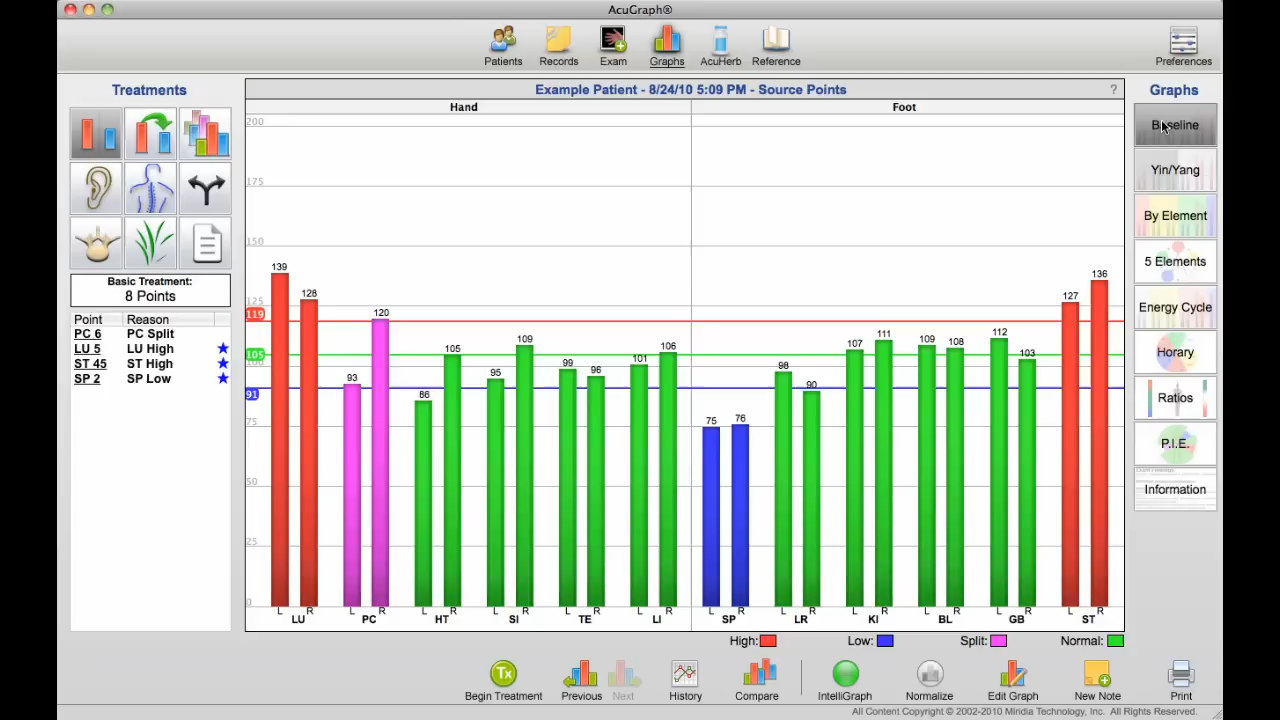 AcuGraph®
Patients Records Exam Graphs AcuHerb Reference Preferences
Treatments
Example Patient - 8/24/10 5:09 PM - Source Points ?
Graphs
Hand Foot
Baseline
Yin/Yang
By Element
5 Elements
Energy Cycle
Horary
Ratios
P.I.E.
Information
Basic Treatment:
8 Points
Point Reason
PC 6 PC Split
LU 5 LU High
ST 45 ST High
SP 2 SP Low
200
175
150
125
119
105
100
91
75
50
25
0
139 128 93 120 86 105 95 109 99 96 101 106 75 76 98 90 107 111 109 108 112 103 127 136
L R L R L R L R L R L R L R L R L R L R L R L R
LU PC HT SI TE LI SP LR KI BL GB ST
High: Low: Split: Normal:
Begin Treatment Previous Next History Compare IntelliGraph Normalize Edit Graph New Note Print
All Content Copyright © 2002-2010 Miridia Technology, Inc. All Rights Reserved.